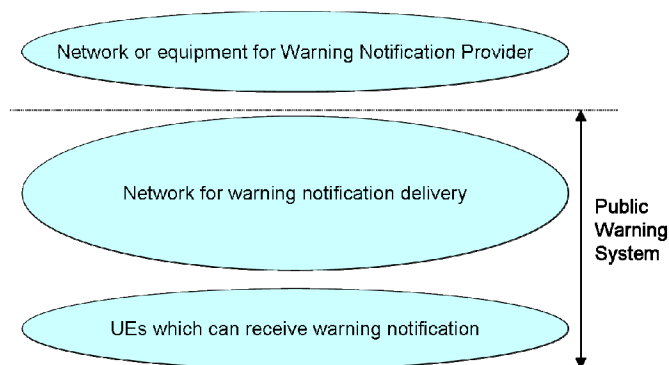 Network or equipment for Warning Notification Provider
Network for warning notification delivery
Public
Warning
System
UEs which can receive warning notification